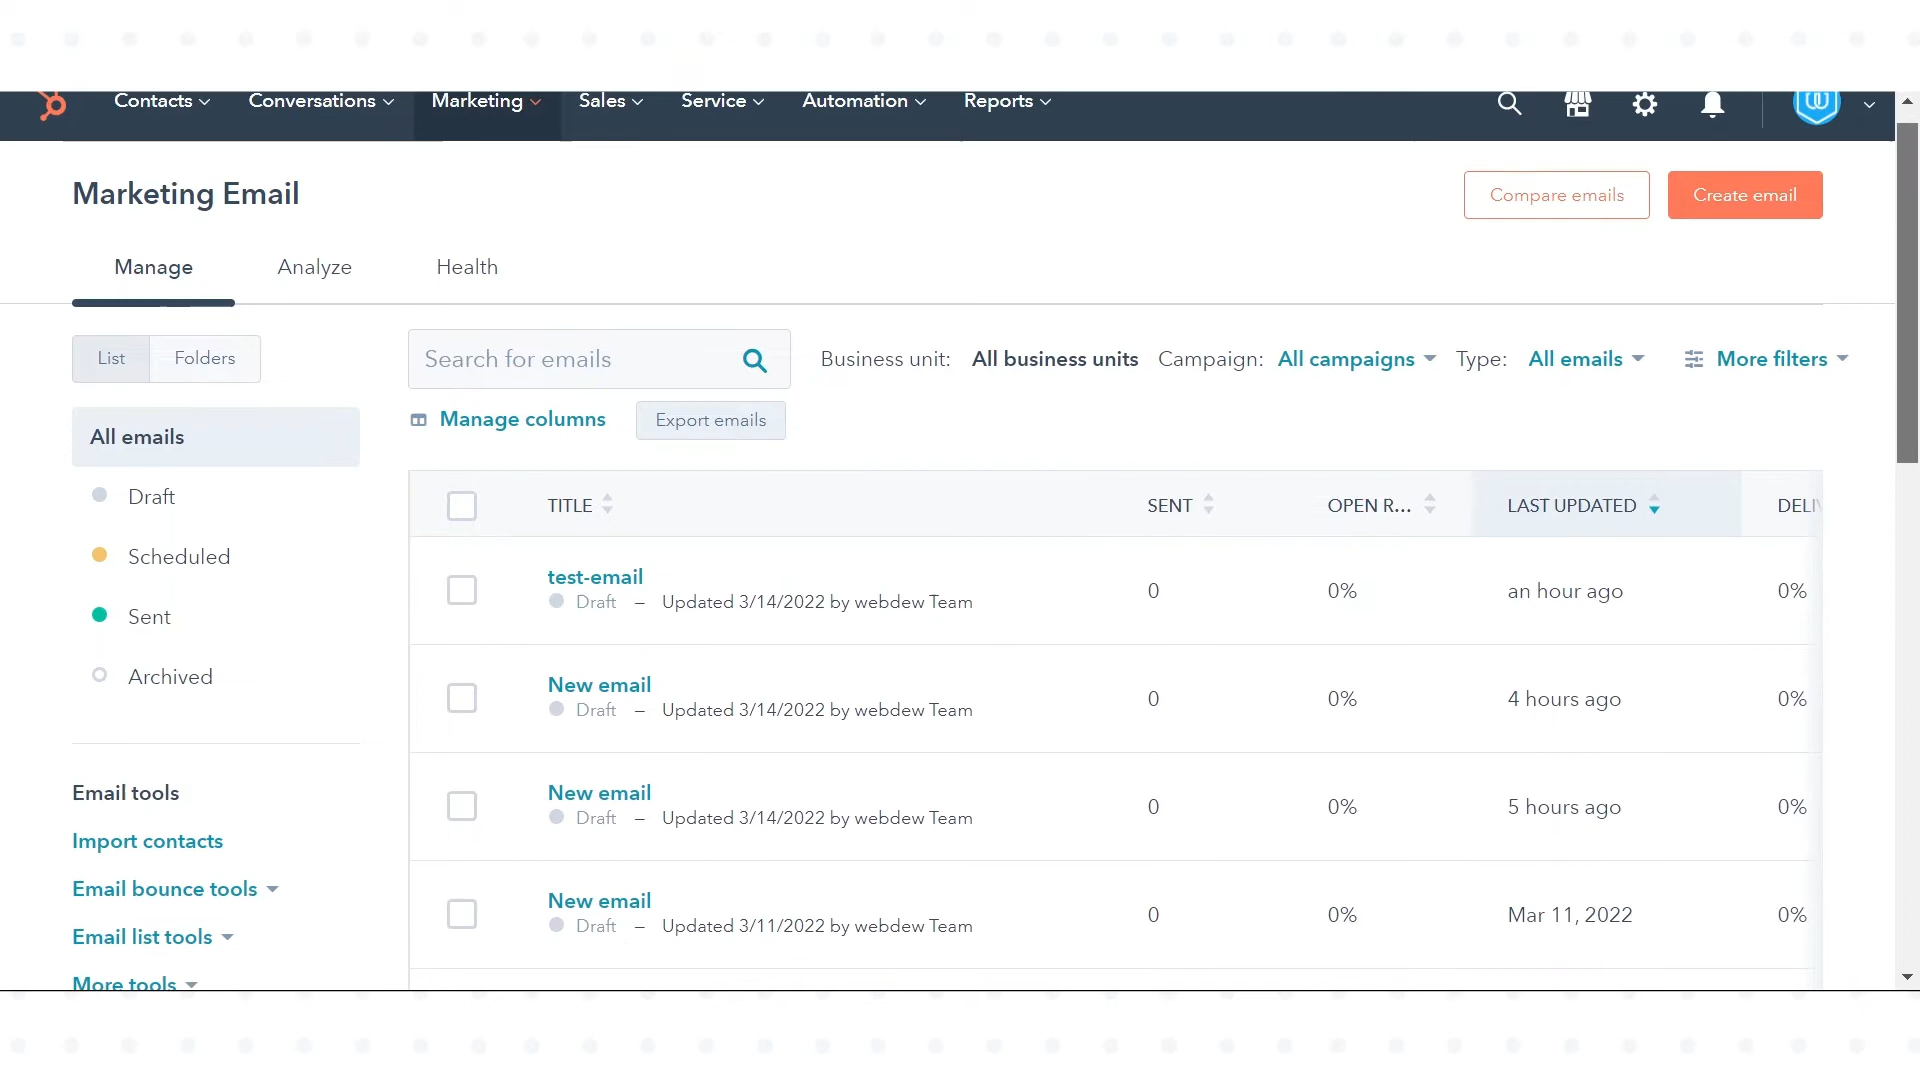 Contacts Conversations Marketing Sales Service Automation Reports
Marketing Email
Compare emails Create email
Manage Analyze Health
List Folders
Search for emails
Business unit: All business units Campaign: All campaigns Type: All emails More filters
Manage columns Export emails
All emails
Draft
Scheduled
Sent
Archived
Email tools
Import contacts
Email bounce tools
Email list tools
More tools
TITLE SENT OPEN R... LAST UPDATED DELI
test-email
Draft – Updated 3/14/2022 by webdew Team
0 0% an hour ago 0%
New email
Draft – Updated 3/14/2022 by webdew Team
0 0% 4 hours ago 0%
New email
Draft – Updated 3/14/2022 by webdew Team
0 0% 5 hours ago 0%
New email
Draft – Updated 3/11/2022 by webdew Team
0 0% Mar 11, 2022 0%